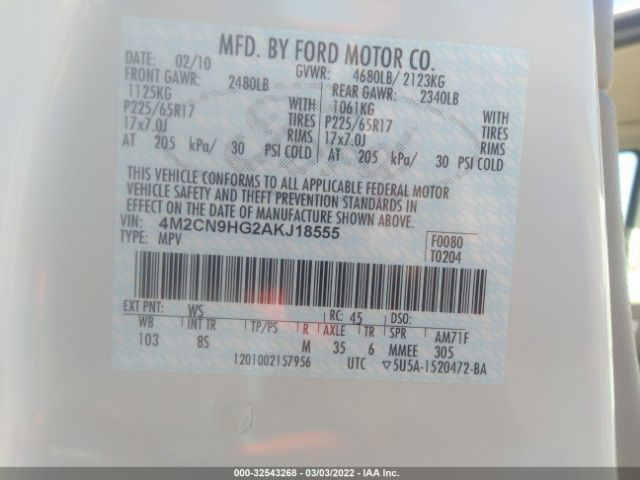 MFD. BY FORD MOTOR CO.
DATE: 02/10 GVWR: 4680LB/ 2123KG
FRONT GAWR: 2480LB REAR GAWR: 2340LB
1125KG WITH 1061KG WITH
P225/65R17 TIRES P225/65R17 TIRES
17x7.0J RIMS 17x7.0J RIMS
AT 205 kPa/ 30 PSI COLD AT 205 kPa/ 30 PSI COLD
THIS VEHICLE CONFORMS TO ALL APPLICABLE FEDERAL MOTOR
VEHICLE SAFETY AND THEFT PREVENTION STANDARDS IN
EFFECT ON THE DATE OF MANUFACTURE SHOWN ABOVE.
VIN: 4M2CN9HG2AKJ18555
TYPE: MPV
F0080
T0204
EXT PNT: WS RC: 45 DSO:
WB INT TR TP/PS R AXLE TR SPR AM71F
103 85 M 35 6 MMEE 305
1201002157956 UTC ▽5U5A-1520472-BA
000-32543268 - 03/03/2022 - IAA Inc.